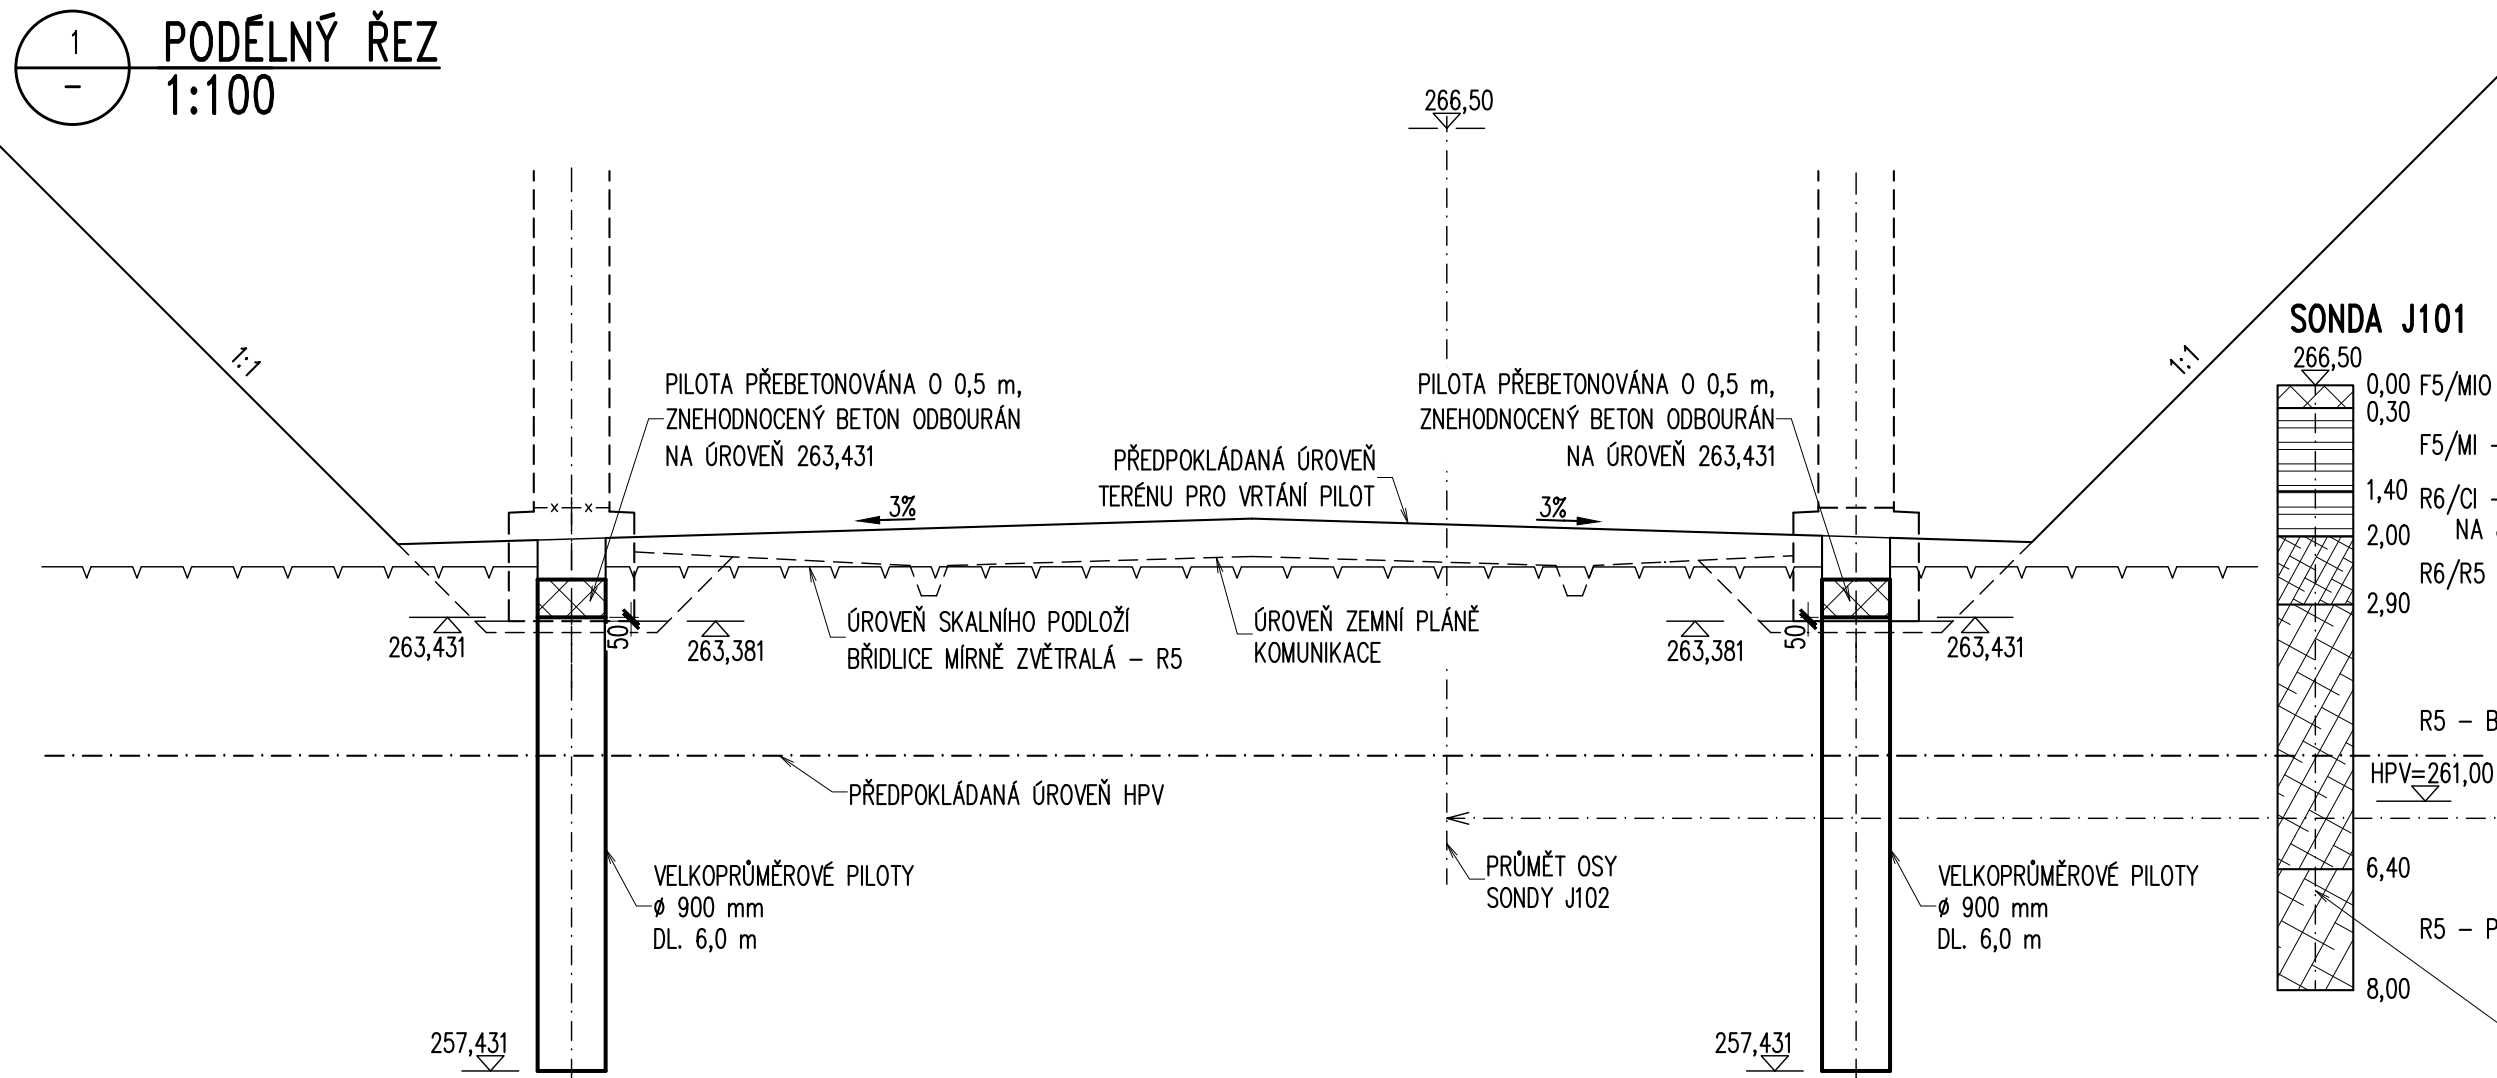 1
-
PODÉLNÝ ŘEZ
1:100
266,50
1:1
1:1
PILOTA PŘEBETONOVÁNA O 0,5 m,
ZNEHODNOCENÝ BETON ODBOURÁN
NA ÚROVEŇ 263,431
PŘEDPOKLÁDANÁ ÚROVEŇ
TERÉNU PRO VRTÁNÍ PILOT
PILOTA PŘEBETONOVÁNA O 0,5 m,
ZNEHODNOCENÝ BETON ODBOURÁN
NA ÚROVEŇ 263,431
3%
3%
263,431
50
263,381
ÚROVEŇ SKALNÍHO PODLOŽÍ
BŘIDLICE MÍRNĚ ZVĚTRALÁ – R5
ÚROVEŇ ZEMNÍ PLÁNĚ
KOMUNIKACE
263,381
50
263,431
PŘEDPOKLÁDANÁ ÚROVEŇ HPV
VELKOPRŮMĚROVÉ PILOTY
ø 900 mm
DL. 6,0 m
PRŮMĚT OSY
SONDY J102
VELKOPRŮMĚROVÉ PILOTY
ø 900 mm
DL. 6,0 m
257,431
257,431
SONDA J101
266,50
0,00 F5/MIO
0,30
F5/MI -
1,40
R6/CI -
NA
2,00
R6/R5
2,90
R5 – B
HPV=261,00
6,40
R5 – P
8,00